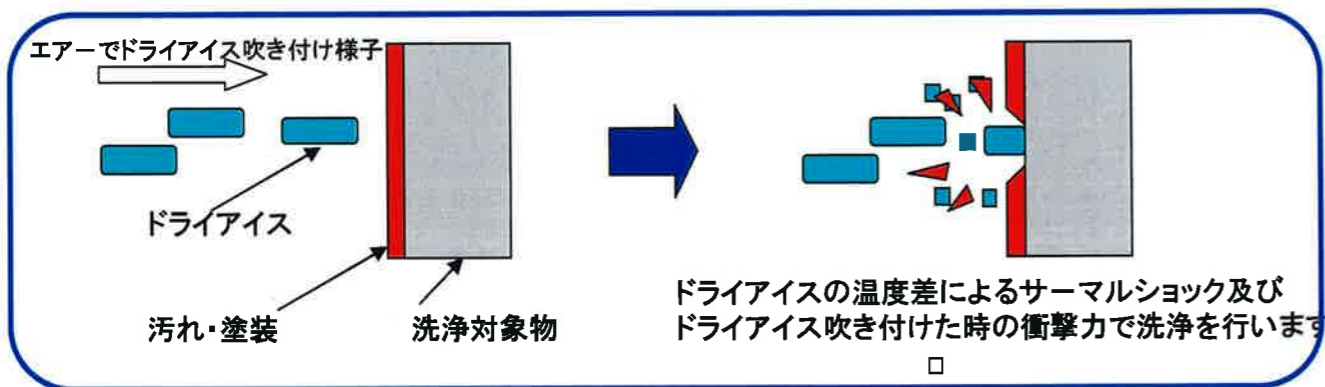 エアーでドライアイス吹き付け様子
ドライアイス
汚れ・塗装
洗浄対象物
ドライアイスの温度差によるサーマルショック及び
ドライアイス吹き付けた時の衝撃力で洗浄を行います